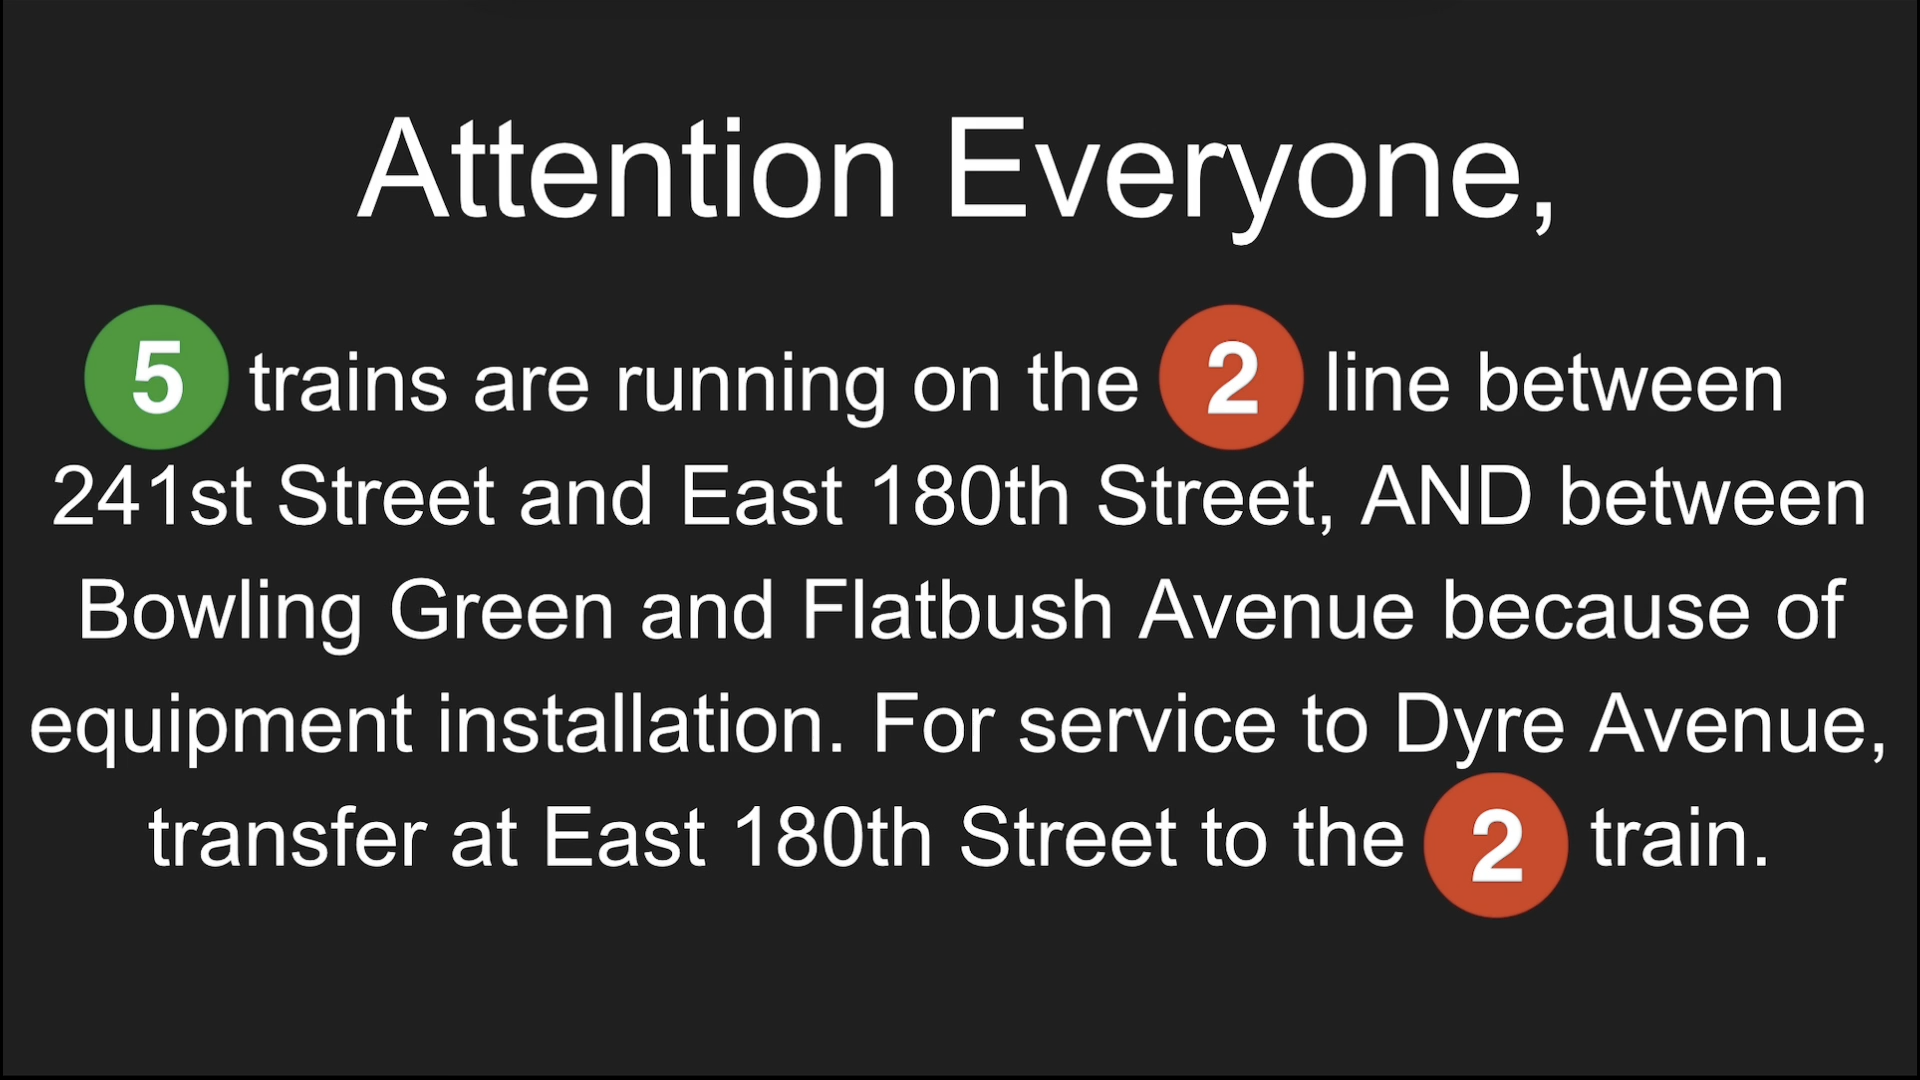 Attention Everyone,
5 trains are running on the 2 line between
241st Street and East 180th Street, AND between
Bowling Green and Flatbush Avenue because of
equipment installation. For service to Dyre Avenue,
transfer at East 180th Street to the 2 train.